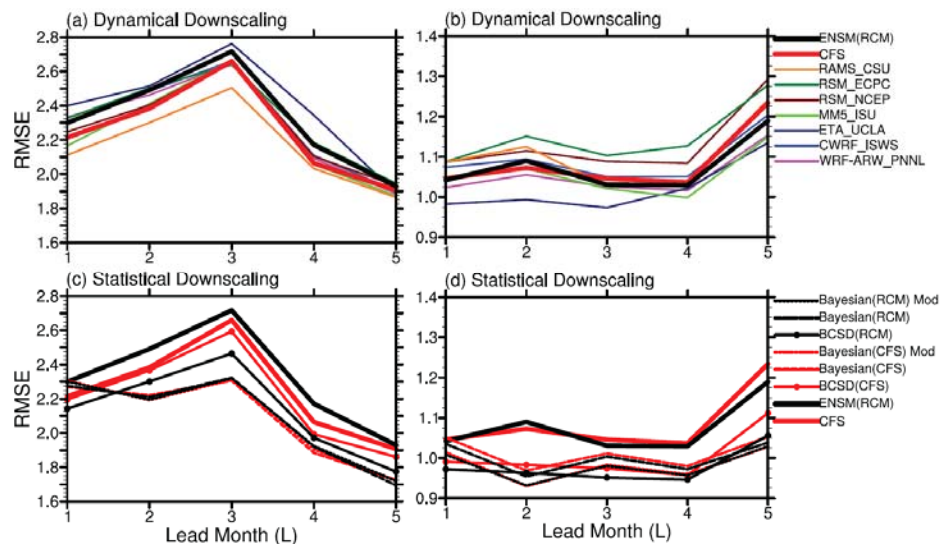 (a) Dynamical Downscaling
(b) Dynamical Downscaling
RMSE
2.8
2.6
2.4
2.2
2.0
1.8
1.6
1 2 3 4 5
1.4
1.3
1.2
1.1
1.0
0.9
1 2 3 4 5
ENSM(RCM)
CFS
RAMS_CSU
RSM_ECPC
RSM_NCEP
MM5_ISU
ETA_UCLA
CWRF_ISWS
WRF-ARW_PNNL
(c) Statistical Downscaling
(d) Statistical Downscaling
RMSE
2.8
2.6
2.4
2.2
2.0
1.8
1.6
1 2 3 4 5
Lead Month (L)
1.4
1.3
1.2
1.1
1.0
0.9
1 2 3 4 5
Lead Month (L)
Bayesian(RCM) Mod
Bayesian(RCM)
BCSD(RCM)
Bayesian(CFS) Mod
Bayesian(CFS)
BCSD(CFS)
ENSM(RCM)
CFS